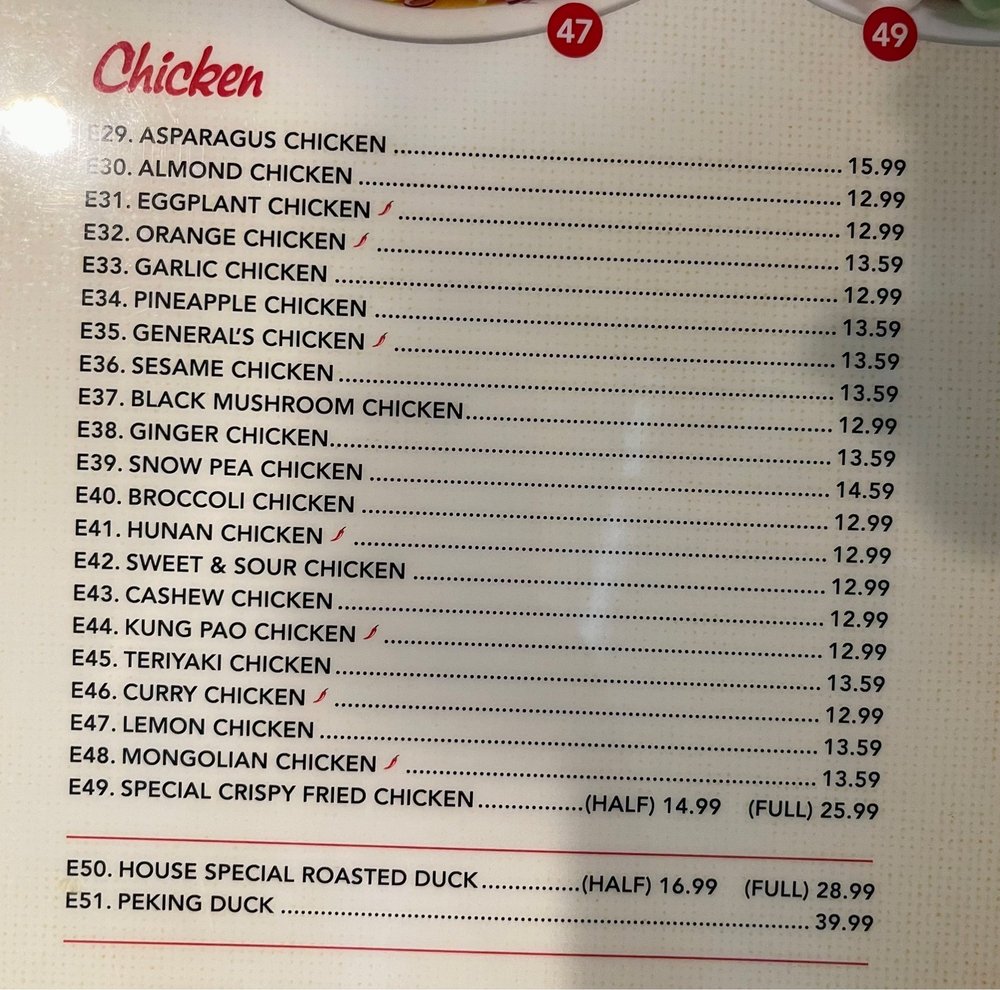 47
49
Chicken
E29. ASPARAGUS CHICKEN ........ 15.99
E30. ALMOND CHICKEN ........ 12.99
E31. EGGPLANT CHICKEN ........ 12.99
E32. ORANGE CHICKEN ........ 13.59
E33. GARLIC CHICKEN ........ 12.99
E34. PINEAPPLE CHICKEN ........ 13.59
E35. GENERAL'S CHICKEN ........ 13.59
E36. SESAME CHICKEN ........ 13.59
E37. BLACK MUSHROOM CHICKEN ........ 12.99
E38. GINGER CHICKEN ........ 13.59
E39. SNOW PEA CHICKEN ........ 14.59
E40. BROCCOLI CHICKEN ........ 12.99
E41. HUNAN CHICKEN ........ 12.99
E42. SWEET & SOUR CHICKEN ........ 12.99
E43. CASHEW CHICKEN ........ 12.99
E44. KUNG PAO CHICKEN ........ 12.99
E45. TERIYAKI CHICKEN ........ 13.59
E46. CURRY CHICKEN ........ 12.99
E47. LEMON CHICKEN ........ 13.59
E48. MONGOLIAN CHICKEN ........ 13.59
E49. SPECIAL CRISPY FRIED CHICKEN ........ (HALF) 14.99 (FULL) 25.99
E50. HOUSE SPECIAL ROASTED DUCK ........ (HALF) 16.99 (FULL) 28.99
E51. PEKING DUCK ........ 39.99